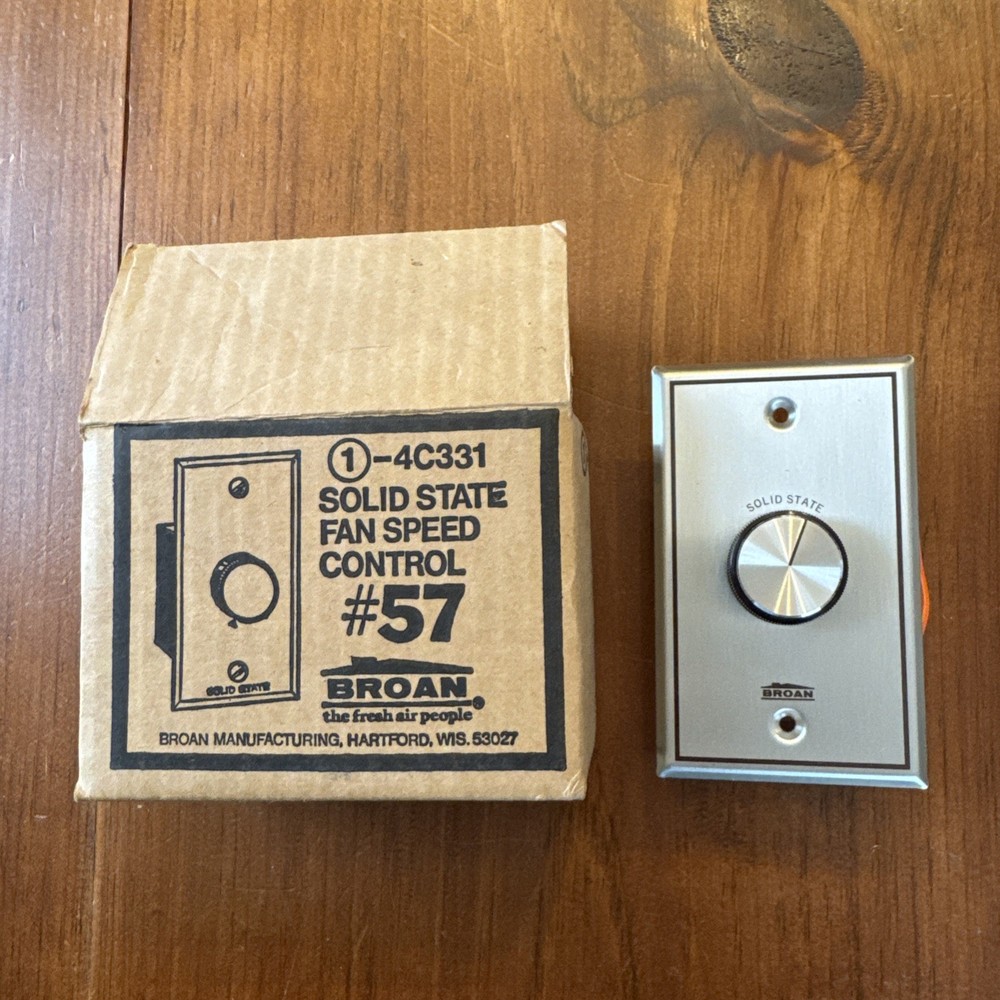 ①-4C331
SOLID STATE
FAN SPEED
CONTROL
#57
BROAN®
the fresh air people
BROAN MANUFACTURING, HARTFORD, WIS. 53027
SOLID STATE
SOLID STATE
BROAN